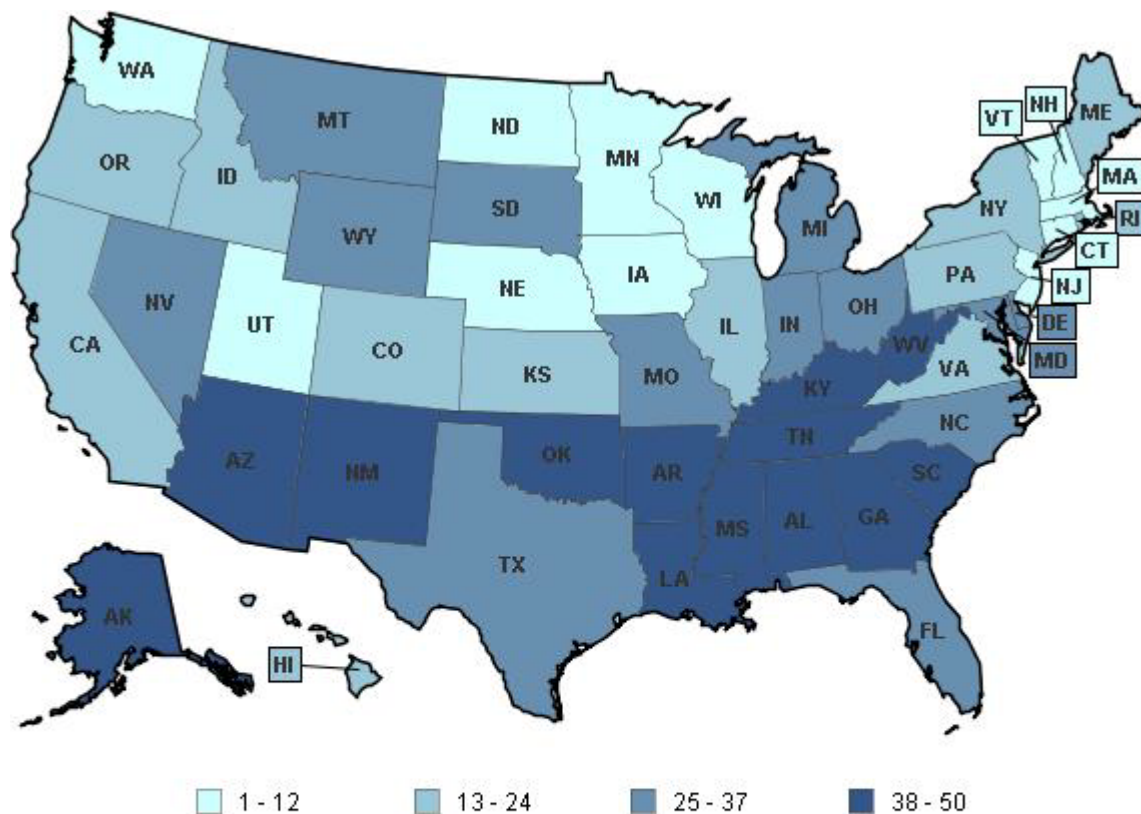 WA
MT
ND
MN
VT
NH
ME
OR
ID
SD
WI
MI
NY
MA
RI
CT
WY
IA
PA
NJ
NV
UT
NE
IL
IN
OH
DE
MD
CA
CO
KS
MO
WV
VA
KY
NC
AZ
NM
OK
AR
TN
SC
MS
AL
GA
TX
LA
FL
AK
HI
1 - 12
13 - 24
25 - 37
38 - 50